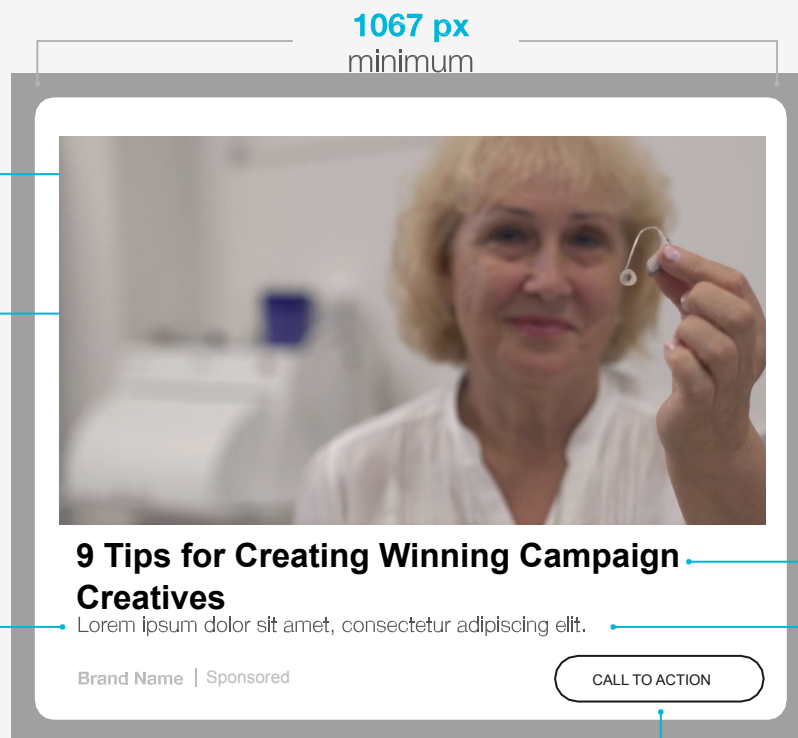 1067 px
minimum
9 Tips for Creating Winning Campaign
Creatives
Lorem ipsum dolor sit amet, consectetur adipiscing elit.
Brand Name | Sponsored
CALL TO ACTION